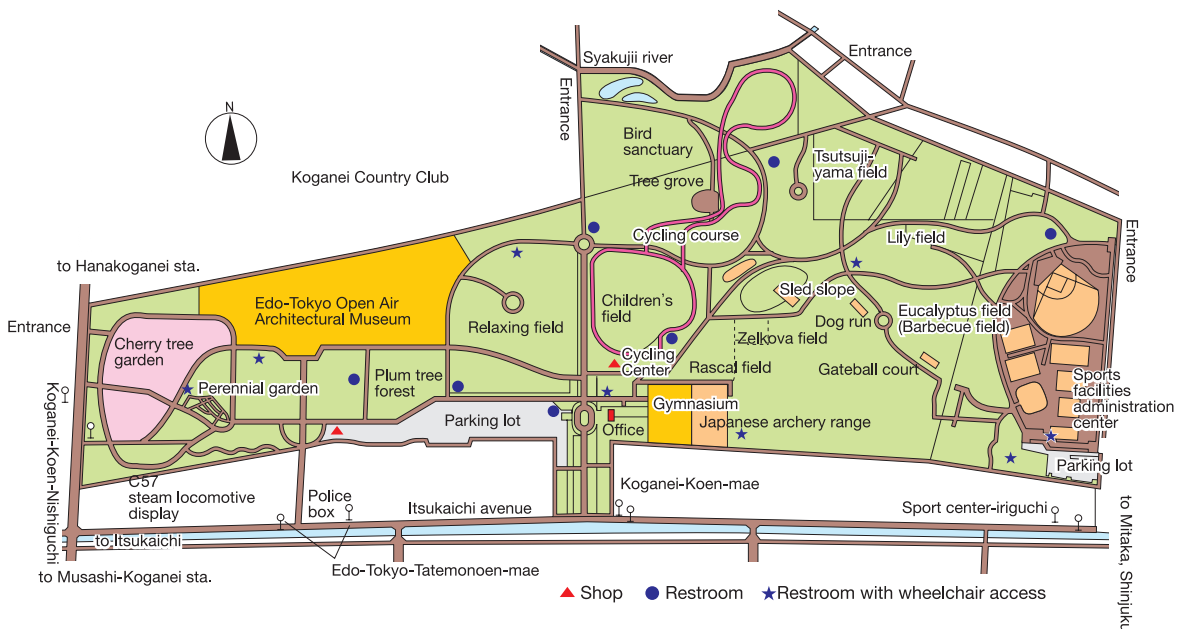 Syakujii river
Entrance
Entrance
N
Koganei Country Club
Bird
sanctuary
Tree grove
Tsutsuji-
yama field
Cycling course
Lily-field
Entrance
to Hanakoganei sta.
Entrance
Edo-Tokyo Open Air
Architectural Museum
Relaxing field
Children's
field
Sled slope
Dog run
Zelkova field
Eucalyptus field
(Barbecue field)
Cherry tree
garden
Perennial garden
Plum tree
forest
Cycling
Center
Rascal field
Gateball court
Koganei-Koen-Nishiguchi
Parking lot
Office
Gymnasium
Japanese archery range
Sports
facilities
administration
center
Parking lot
C57
steam locomotive
display
Police
box
Itsukaichi avenue
Koganei-Koen-mae
Sport center-iriguchi
to Itsukaichi
to Musashi-Koganei sta.
Edo-Tokyo-Tatemonoen-mae
to Mitaka, Shinjuku
Shop
Restroom
Restroom with wheelchair access